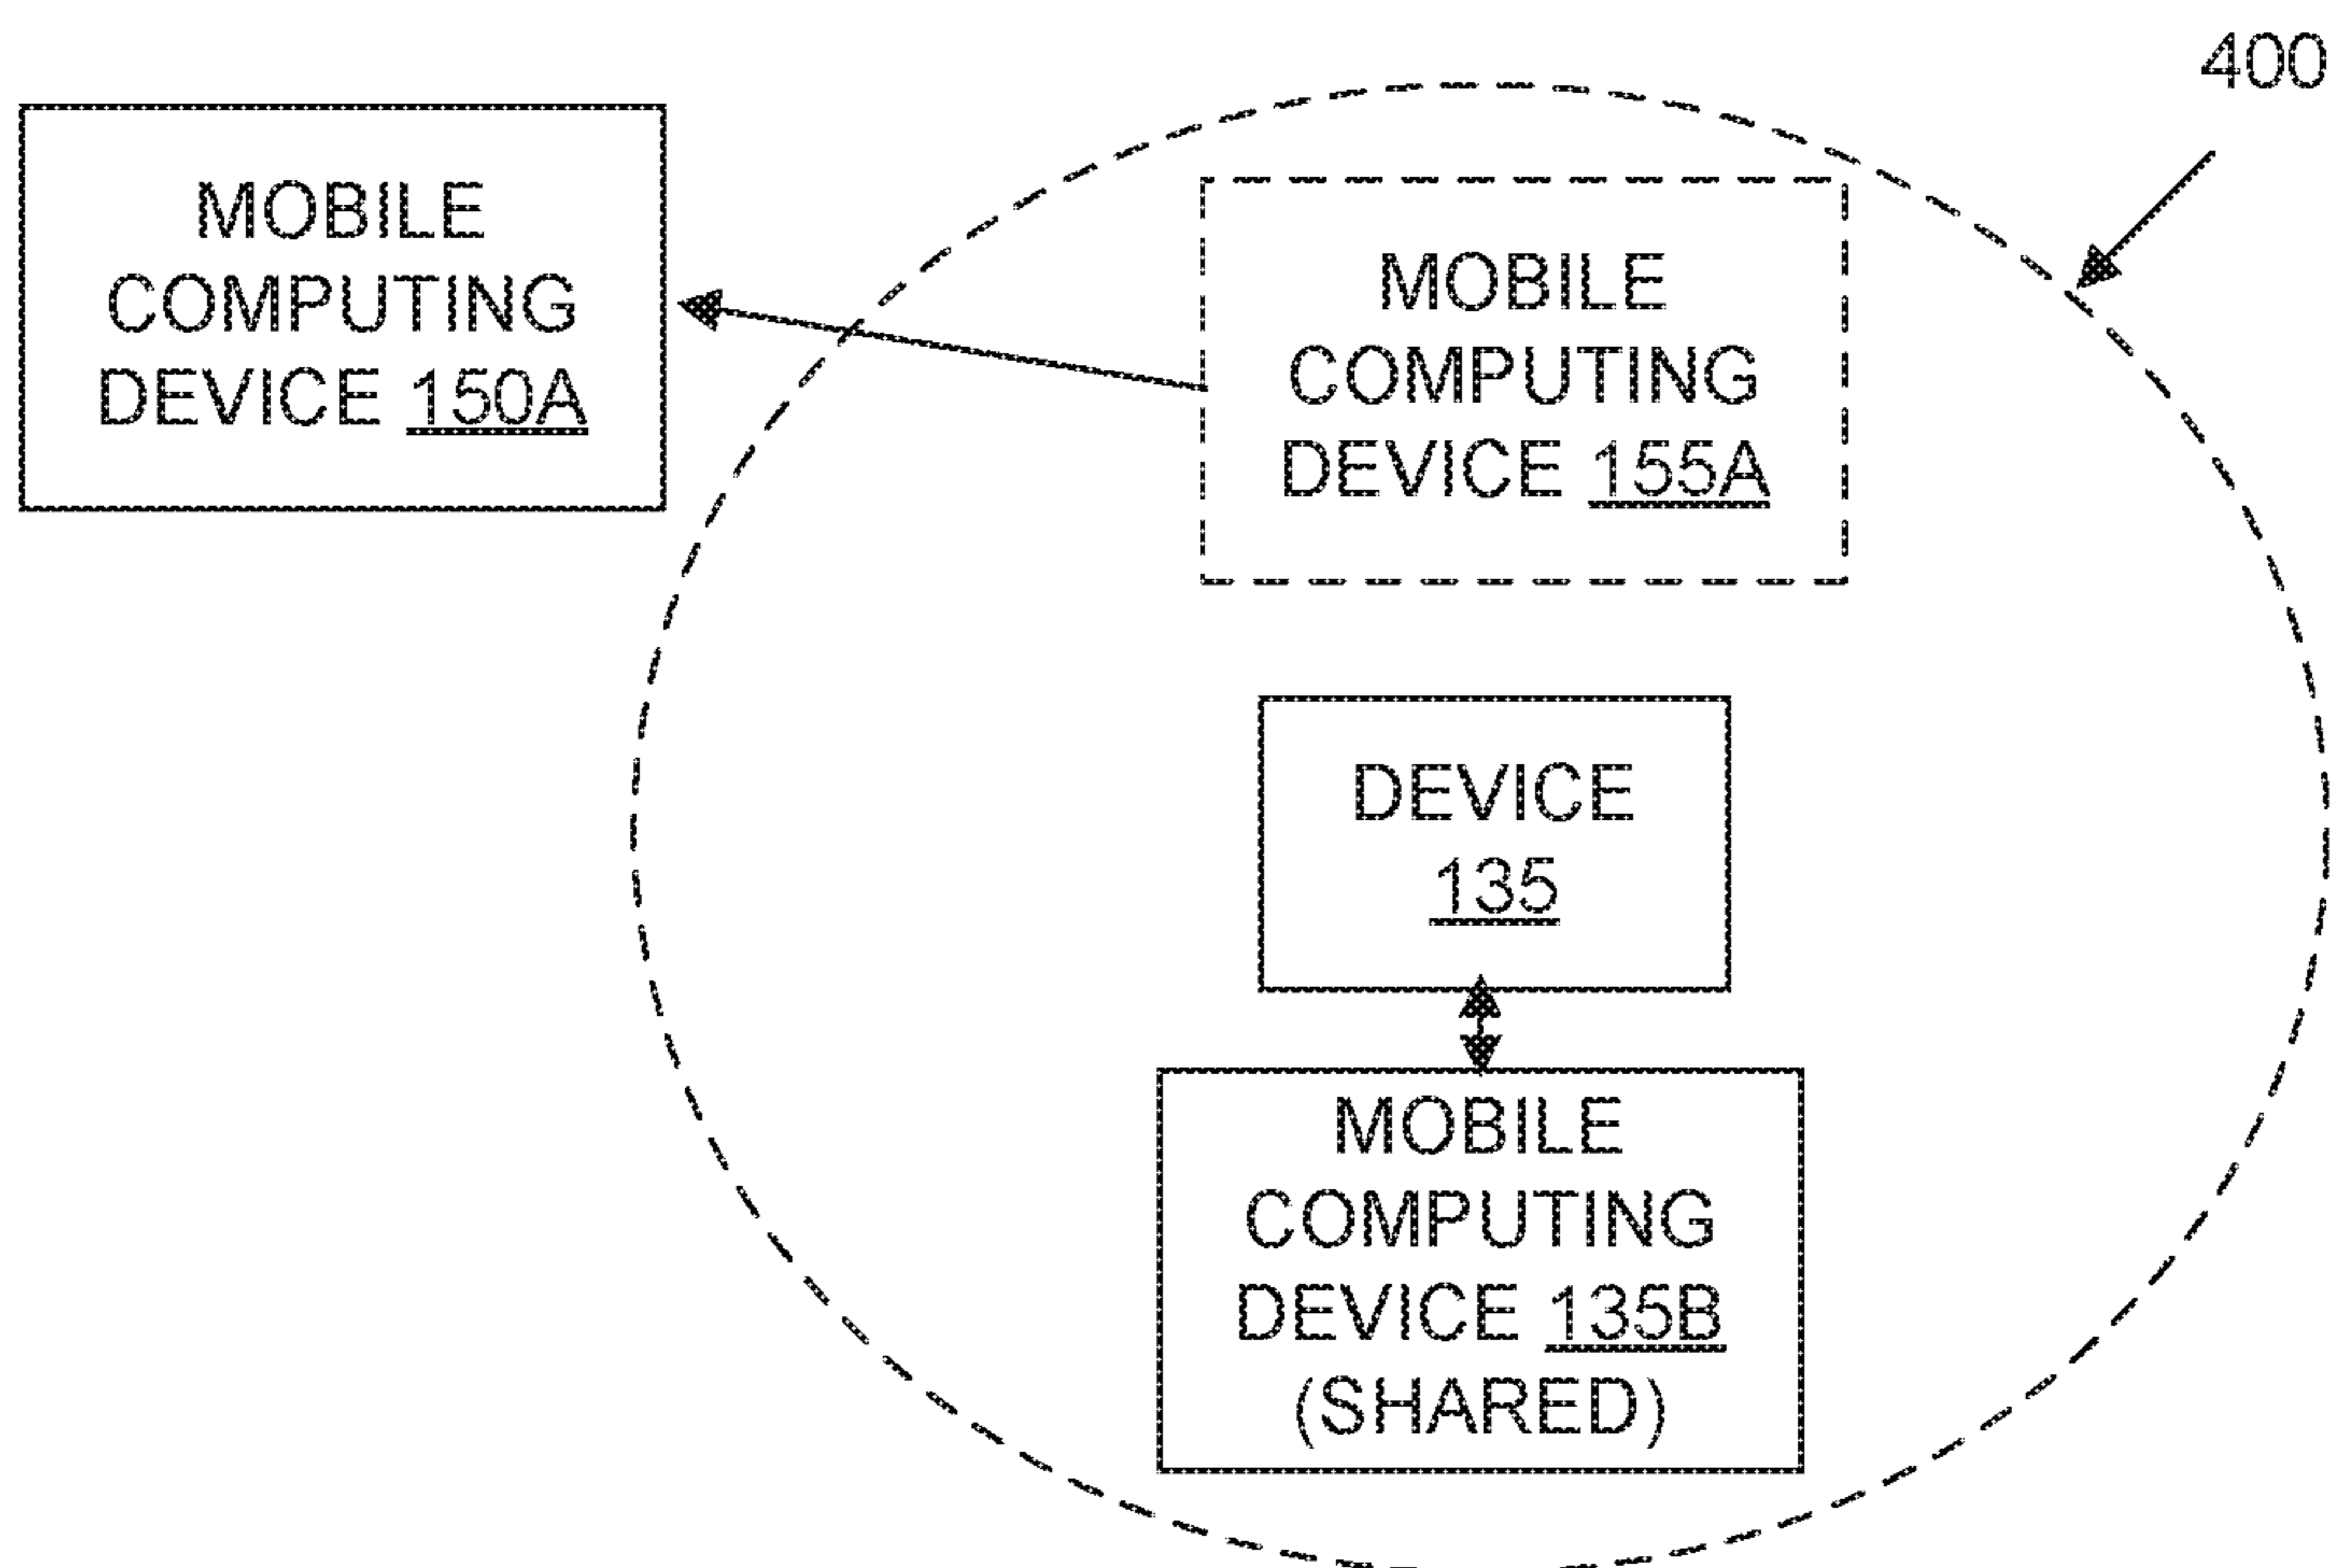 400
MOBILE
COMPUTING
DEVICE 150A
MOBILE
COMPUTING
DEVICE 155A
DEVICE
135
MOBILE
COMPUTING
DEVICE 135B
(SHARED)